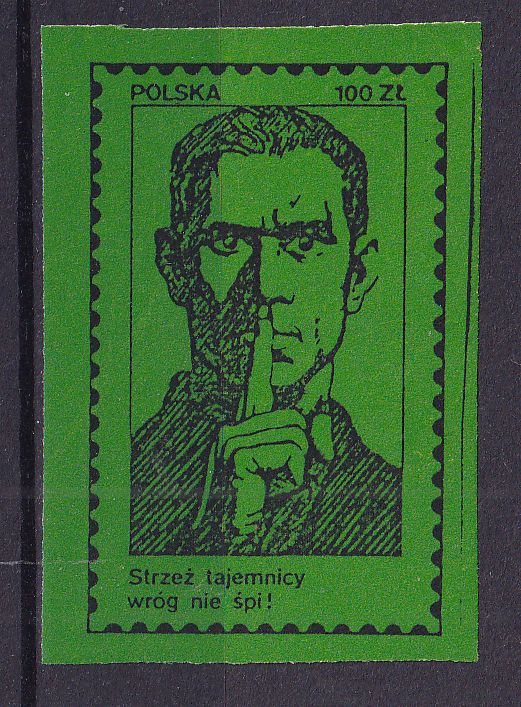 POLSKA 100 ZŁ
Strzeż tajemnicy
wróg nie śpi!